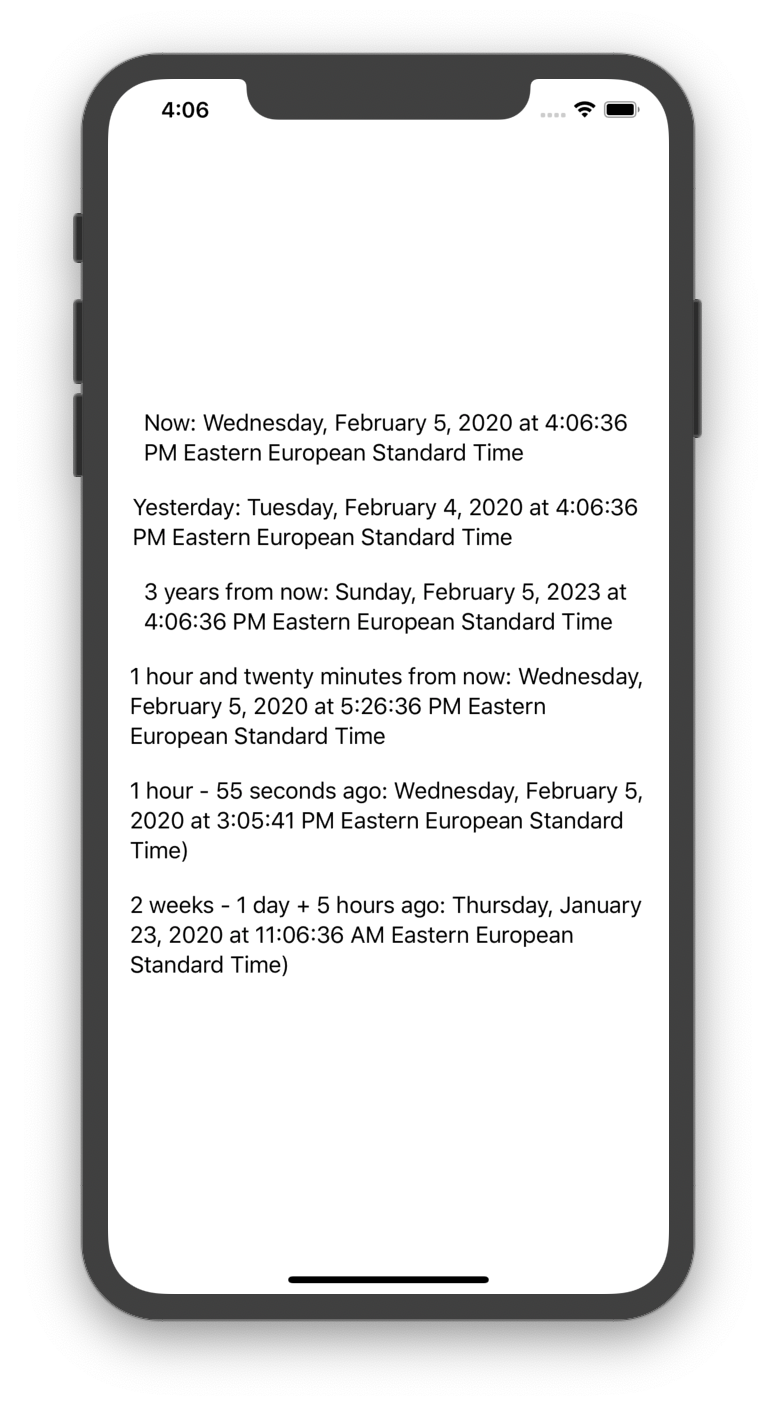 4:06
Now: Wednesday, February 5, 2020 at 4:06:36
PM Eastern European Standard Time
Yesterday: Tuesday, February 4, 2020 at 4:06:36
PM Eastern European Standard Time
3 years from now: Sunday, February 5, 2023 at
4:06:36 PM Eastern European Standard Time
1 hour and twenty minutes from now: Wednesday,
February 5, 2020 at 5:26:36 PM Eastern
European Standard Time
1 hour - 55 seconds ago: Wednesday, February 5,
2020 at 3:05:41 PM Eastern European Standard
Time)
2 weeks - 1 day + 5 hours ago: Thursday, January
23, 2020 at 11:06:36 AM Eastern European
Standard Time)